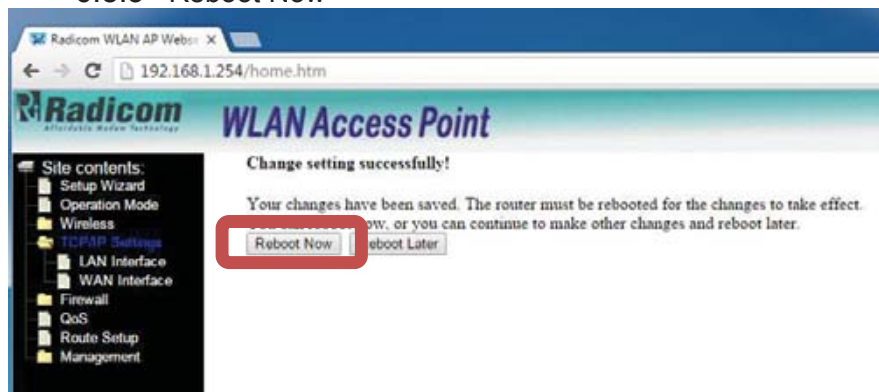 Reboot Now
Radicom WLAN AP Webs
192.168.1.254/home.htm
Radicom
Affordable Modem Technology
WLAN Access Point
Site contents:
Setup Wizard
Operation Mode
Wireless
TCP/IP Settings
LAN Interface
WAN Interface
Firewall
QoS
Route Setup
Management
Change setting successfully!
Your changes have been saved. The router must be rebooted for the changes to take effect.
or you can continue to make other changes and reboot later.
Reboot Now
eboot Later